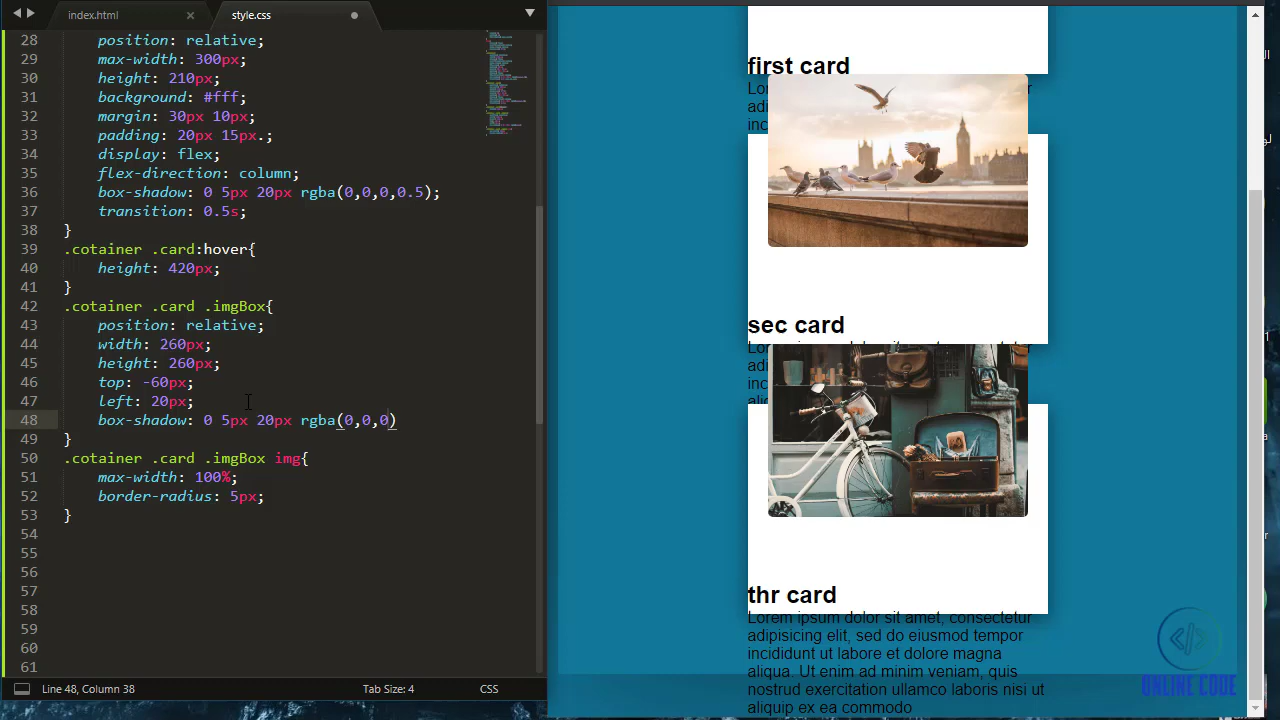 index.html
style.css
28 position: relative;
29 max-width: 300px;
30 height: 210px;
31 background: #fff;
32 margin: 30px 10px;
33 padding: 20px 15px.;
34 display: flex;
35 flex-direction: column;
36 box-shadow: 0 5px 20px rgba(0,0,0,0.5);
37 transition: 0.5s;
38 }
39 .cotainer .card:hover{
40 height: 420px;
41 }
42 .cotainer .card .imgBox{
43 position: relative;
44 width: 260px;
45 height: 260px;
46 top: -60px;
47 left: 20px;
48 box-shadow: 0 5px 20px rgba(0,0,0)
49 }
50 .cotainer .card .imgBox img{
51 max-width: 100%;
52 border-radius: 5px;
53 }
54
55
56
57
58
59
60
61
Line 48, Column 38
Tab Size: 4
CSS
first card
sec card
thr card
Lorem ipsum dolor sit amet, consectetur
adipisicing elit, sed do eiusmod tempor
incididunt ut labore et dolore magna
aliqua. Ut enim ad minim veniam, quis
nostrud exercitation ullamco laboris nisi ut
aliquip ex ea commodo
ONLINE CODE